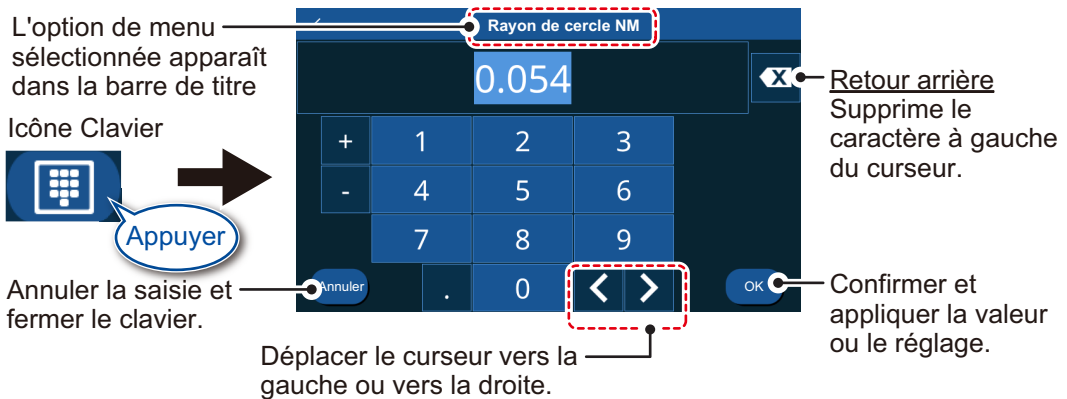 L'option de menu
sélectionnée apparaît
dans la barre de titre
Icône Clavier
Appuyer
Annuler la saisie et
fermer le clavier.
Rayon de cercle NM
0.054
X
+ 1 2 3
- 4 5 6
7 8 9
Annuler . 0 < > OK
Déplacer le curseur vers la
gauche ou vers la droite.
Retour arrière
Supprime le
caractère à gauche
du curseur.
Confirmer et
appliquer la valeur
ou le réglage.